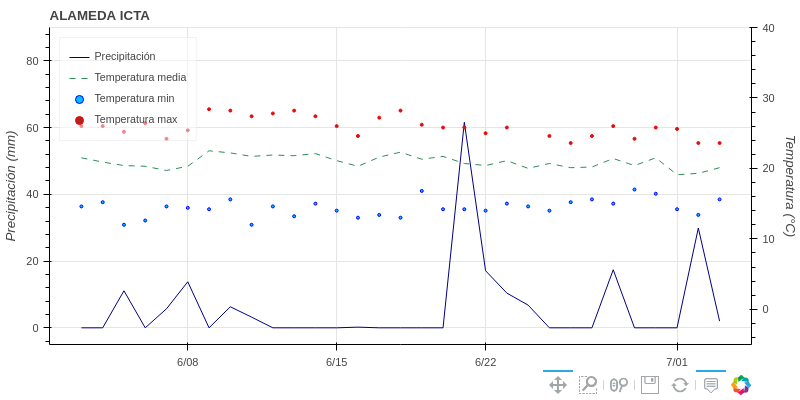 ALAMEDA ICTA
Precipitación
Temperatura media
Temperatura min
Temperatura max
Precipitación (mm)
80
60
40
20
0
Temperatura (°C)
40
30
20
10
0
6/08
6/15
6/22
7/01